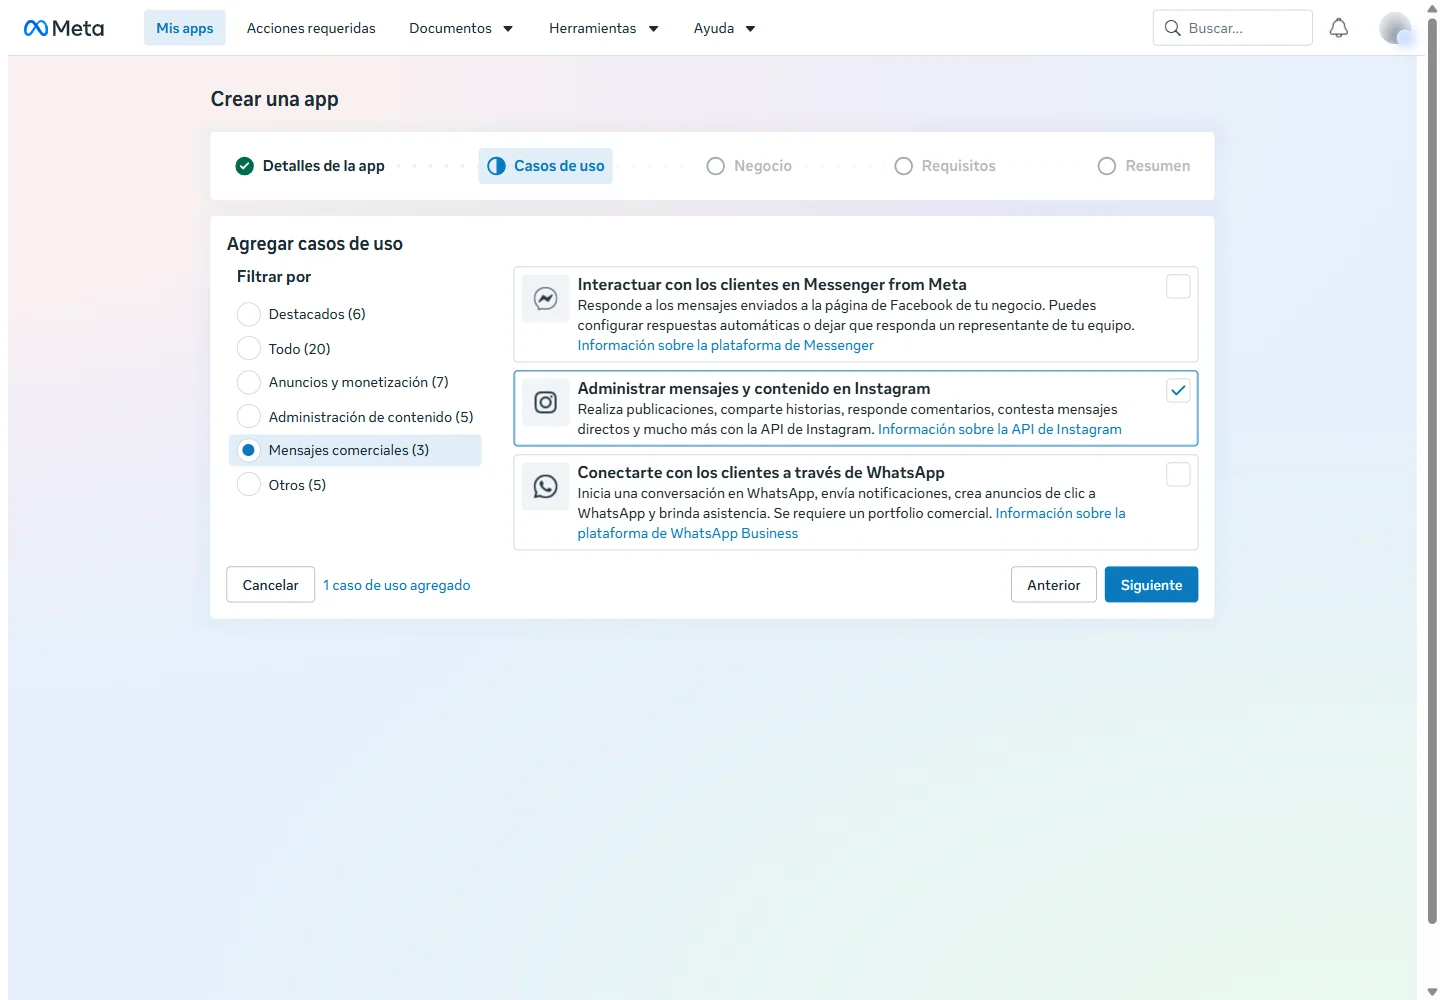 Meta
Mis apps
Acciones requeridas
Documentos
Herramientas
Ayuda
Buscar...
Crear una app
Detalles de la app
Casos de uso
Negocio
Requisitos
Resumen
Agregar casos de uso
Filtrar por
Destacados (6)
Todo (20)
Anuncios y monetización (7)
Administración de contenido (5)
Mensajes comerciales (3)
Otros (5)
Interactuar con los clientes en Messenger from Meta
Responde a los mensajes enviados a la página de Facebook de tu negocio. Puedes
configurar respuestas automáticas o dejar que responda un representante de tu equipo.
Información sobre la plataforma de Messenger
Administrar mensajes y contenido en Instagram
Realiza publicaciones, comparte historias, responde comentarios, contesta mensajes
directos y mucho más con la API de Instagram. Información sobre la API de Instagram
Conectarte con los clientes a través de WhatsApp
Inicia una conversación en WhatsApp, envía notificaciones, crea anuncios de clic a
WhatsApp y brinda asistencia. Se requiere un portfolio comercial. Información sobre la
plataforma de WhatsApp Business
Cancelar
1 caso de uso agregado
Anterior
Siguiente